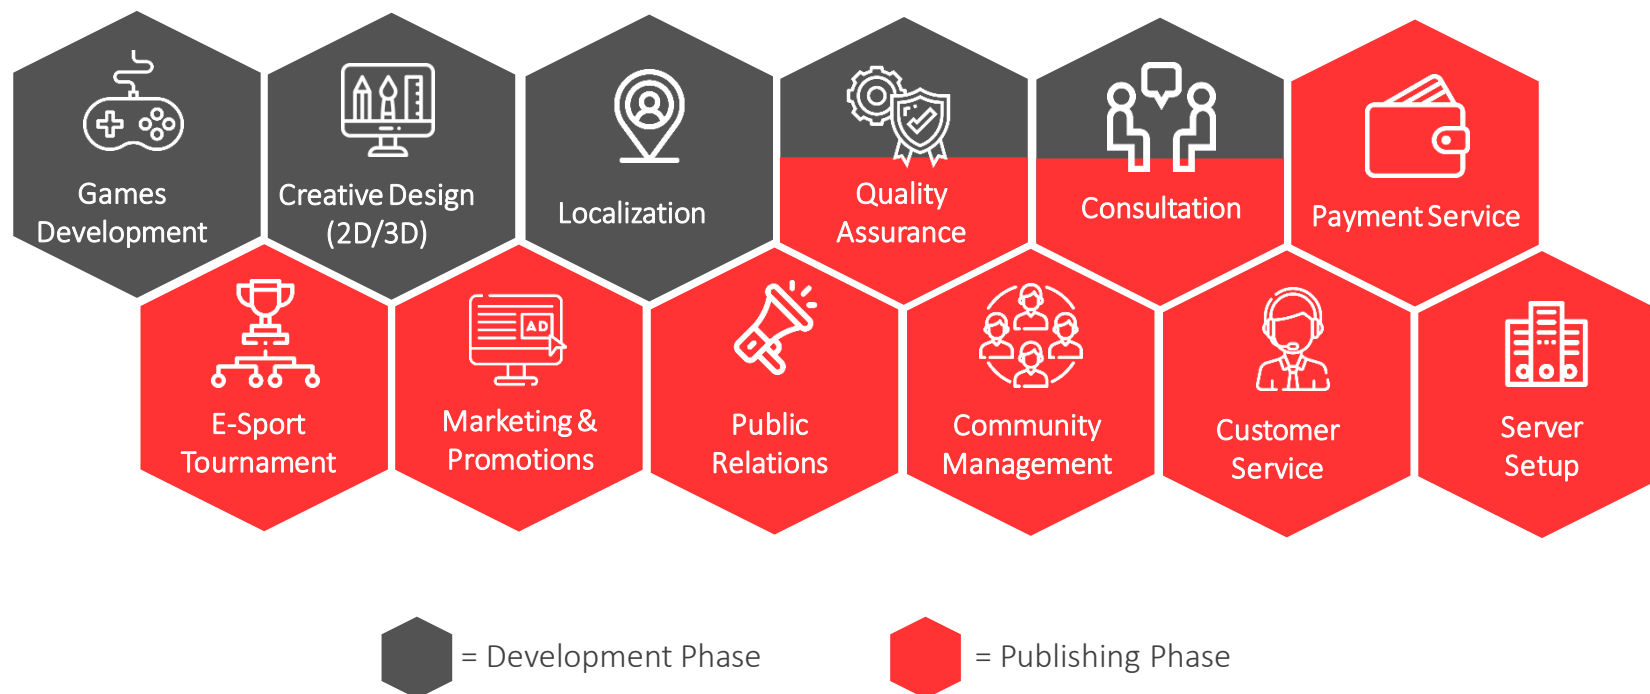 Games
Development
Creative Design
(2D/3D)
Localization
Quality
Assurance
Consultation
Payment Service
E-Sport
Tournament
AD
Marketing &
Promotions
Public
Relations
Community
Management
Customer
Service
Server
Setup
= Development Phase
= Publishing Phase